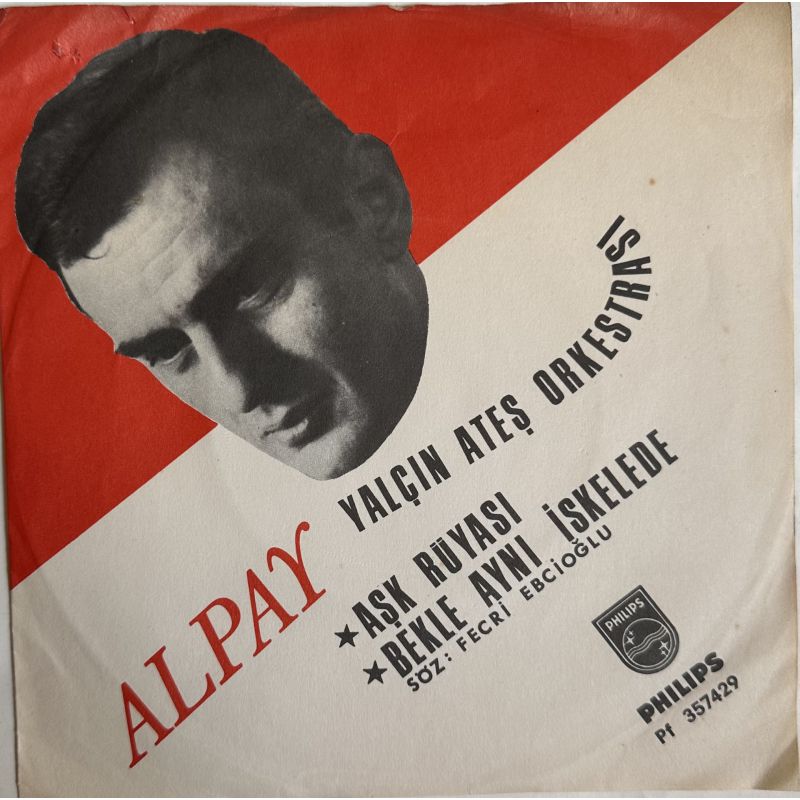 ALPAY
YALÇIN ATEŞ ORKESTRASI
★ AŞK RÜYASI
★ BEKLE AYNI İSKELEDE
SÖZ: FECRİ EBCİOĞLU
PHILIPS
PHILIPS
Pf 357429